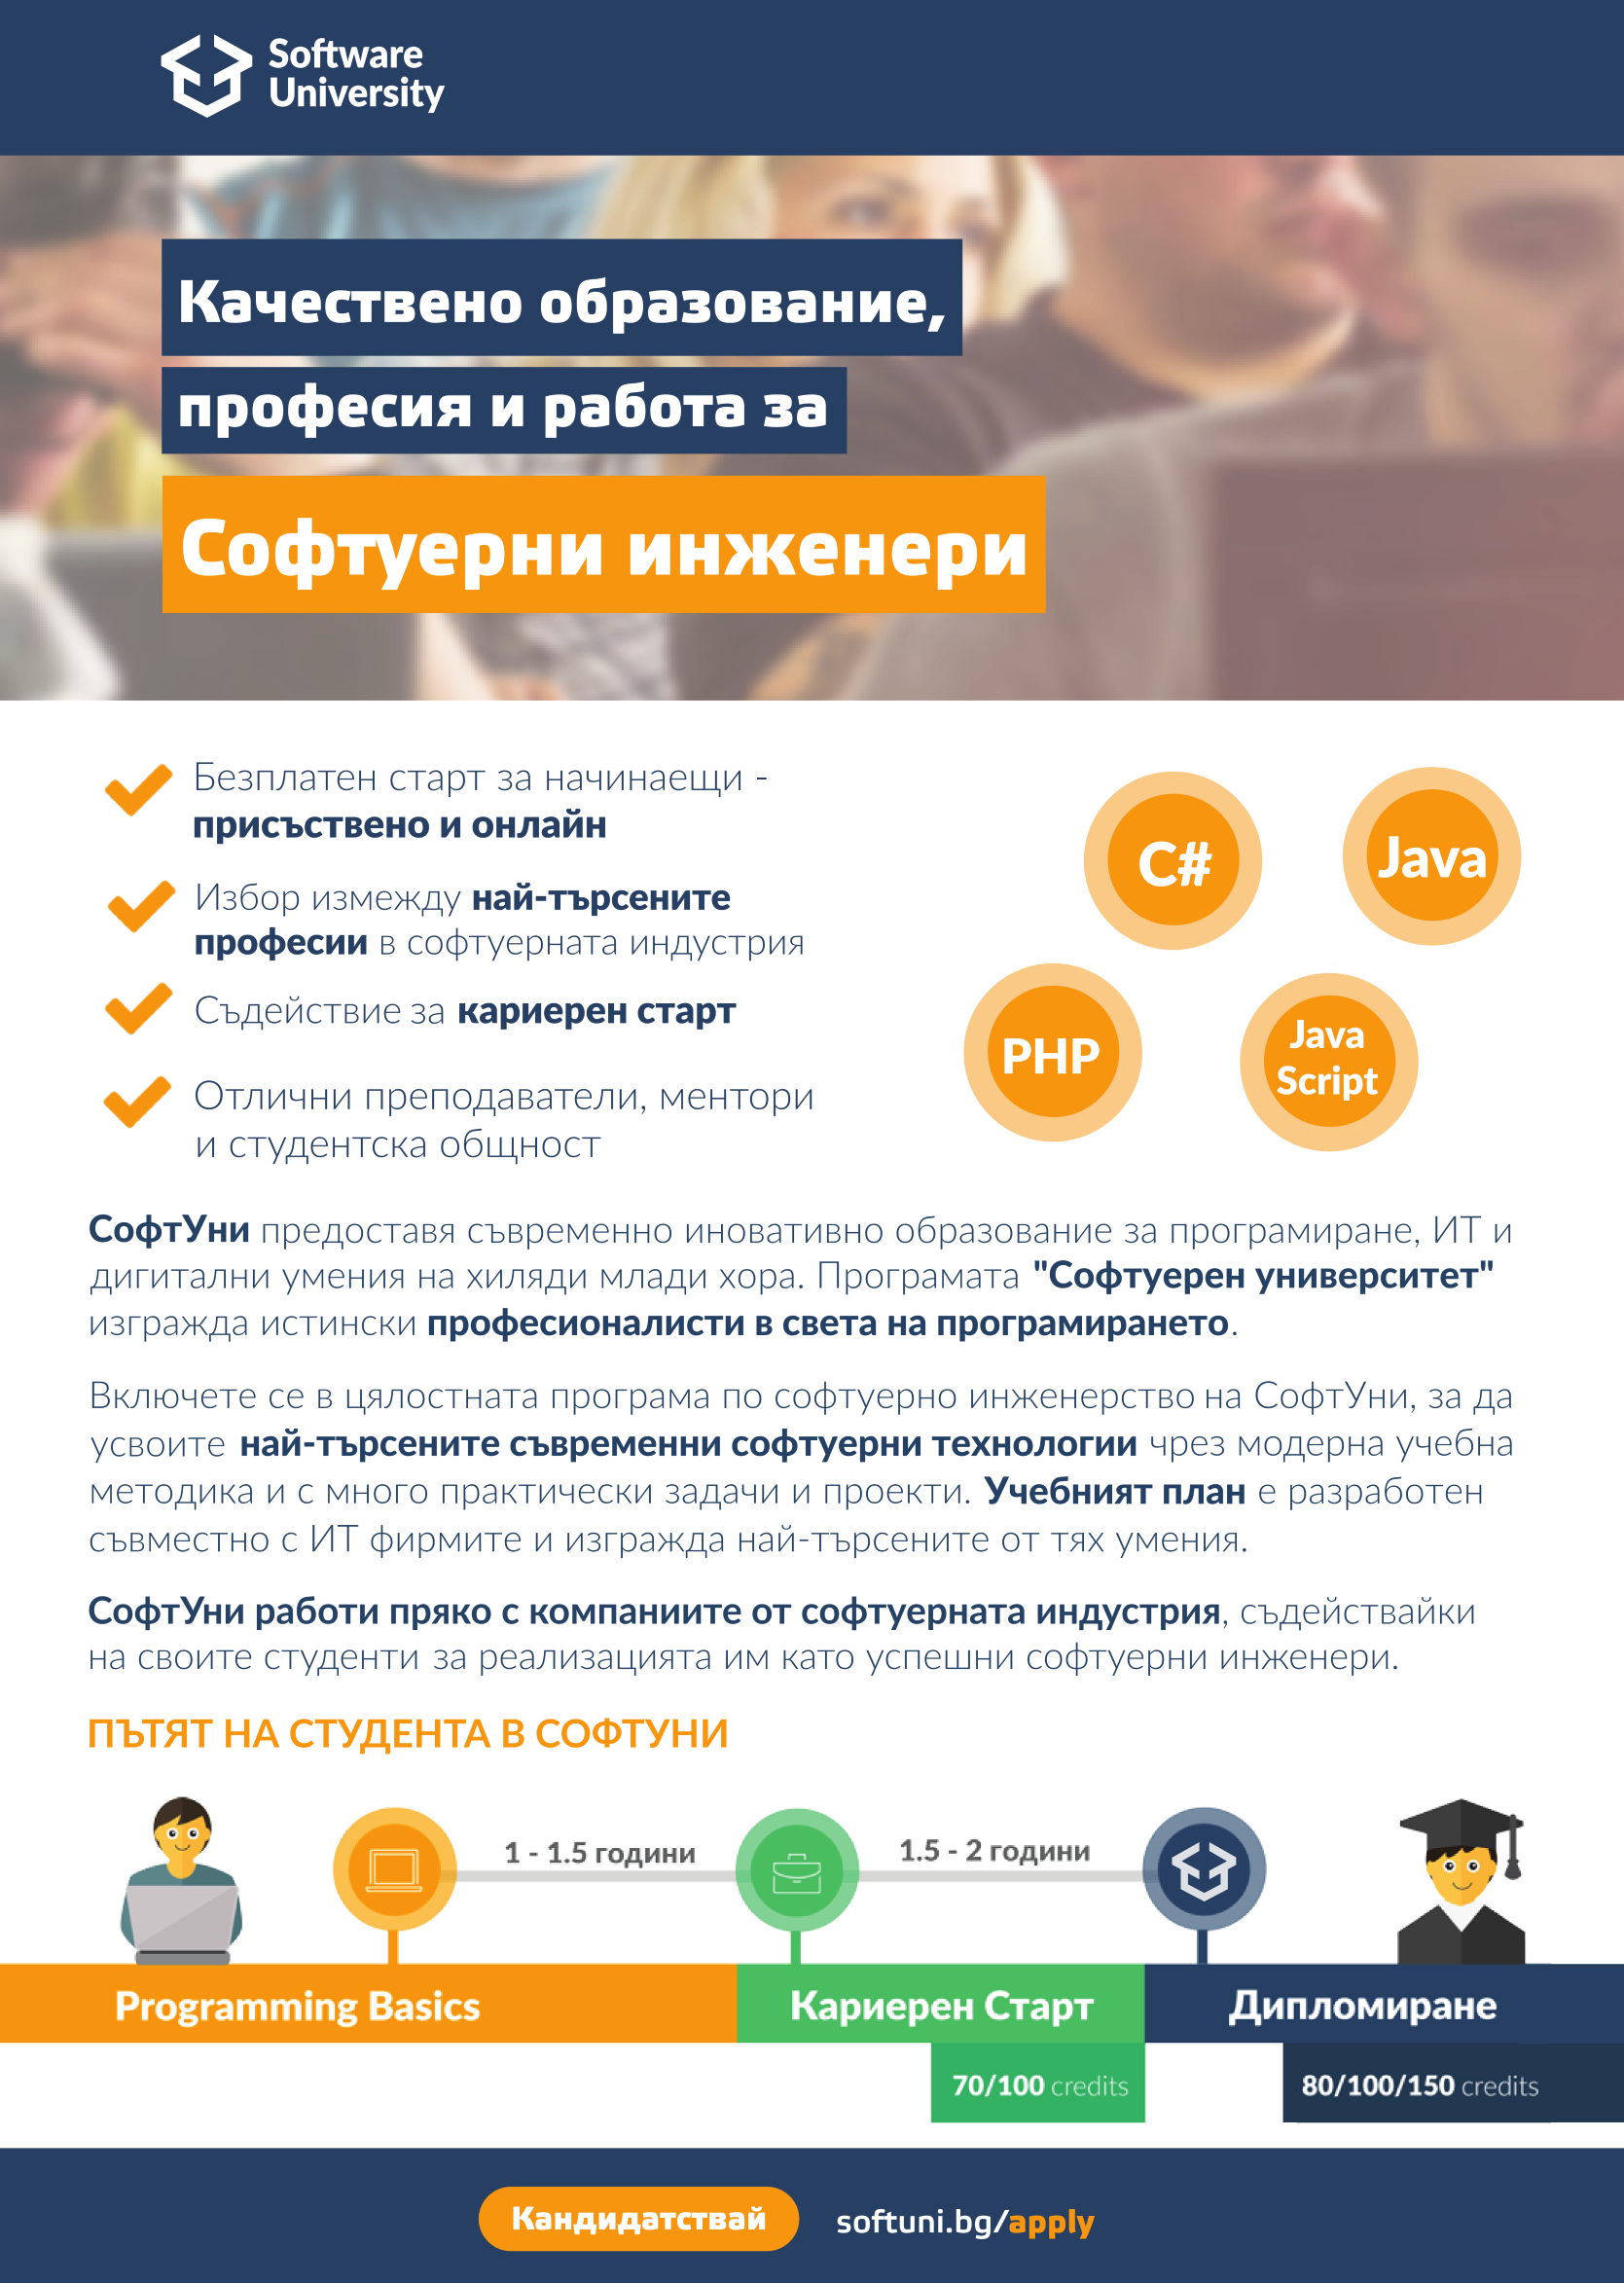 Software
University
Качествено образование,
професия и работа за
Софтуерни инженери
Безплатен старт за начинаещи -
присъствено и онлайн
Избор измежду най-търсените
професии в софтуерната индустрия
Съдействие за кариерен старт
Отлични преподаватели, ментори
и студентска общност
C#
Java
PHP
Java
Script
СофтУни предоставя съвременно иновативно образование за програмиране, ИТ и
дигитални умения на хиляди млади хора. Програмата "Софтуерен университет"
изгражда истински професионалисти в света на програмирането.
Включете се в цялостната програма по софтуерно инженерство на СофтУни, за да
усвоите най-търсените съвременни софтуерни технологии чрез модерна учебна
методика и с много практически задачи и проекти. Учебният план е разработен
съвместно с ИТ фирмите и изгражда най-търсените от тях умения.
СофтУни работи пряко с компаниите от софтуерната индустрия, съдействайки
на своите студенти за реализацията им като успешни софтуерни инженери.
ПЪТЯТ НА СТУДЕНТА В СОФТУНИ
1 - 1.5 години
1.5 - 2 години
Programming Basics
Кариерен Старт
Дипломиране
70/100 credits
80/100/150 credits
Кандидатствай
softuni.bg/apply